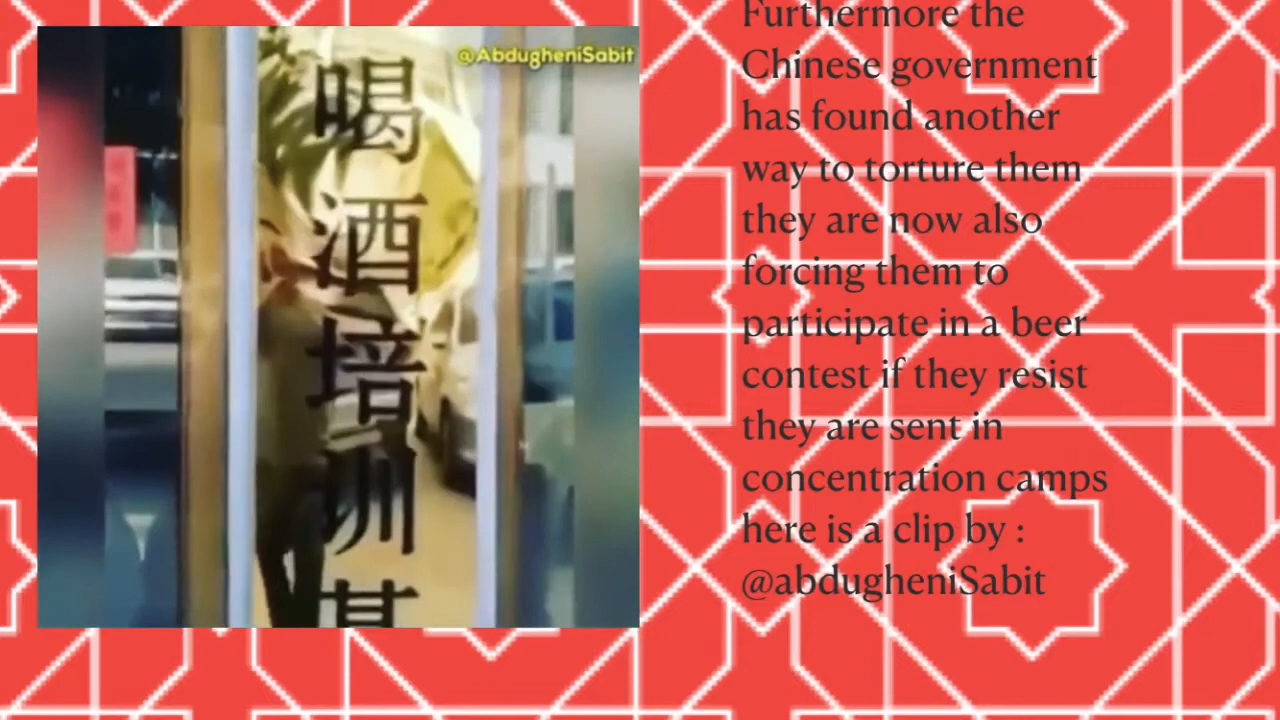 @AbdugheniSabit
喝
酒
培
训
基
Furthermore the
Chinese government
has found another
way to torture them
they are now also
forcing them to
participate in a beer
contest if they resist
they are sent in
concentration camps
here is a clip by :
@abdugheniSabit